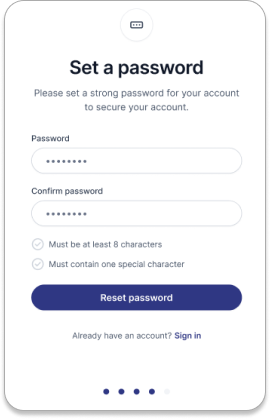 Set a password
Please set a strong password for your account
to secure your account.
Password
••••••••
Confirm password
••••••••
Must be at least 8 characters
Must contain one special character
Reset password
Already have an account? Sign in